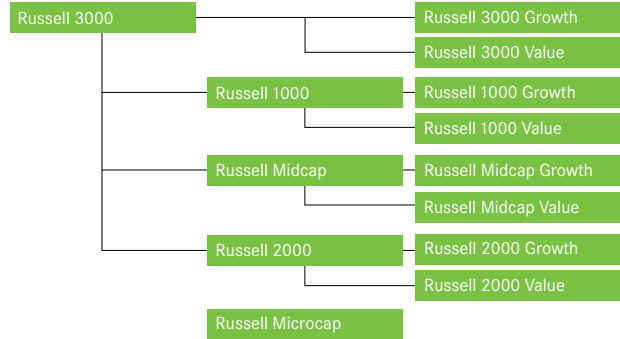 Russell 3000
Russell 3000 Growth
Russell 3000 Value
Russell 1000
Russell 1000 Growth
Russell 1000 Value
Russell Midcap
Russell Midcap Growth
Russell Midcap Value
Russell 2000
Russell 2000 Growth
Russell 2000 Value
Russell Microcap